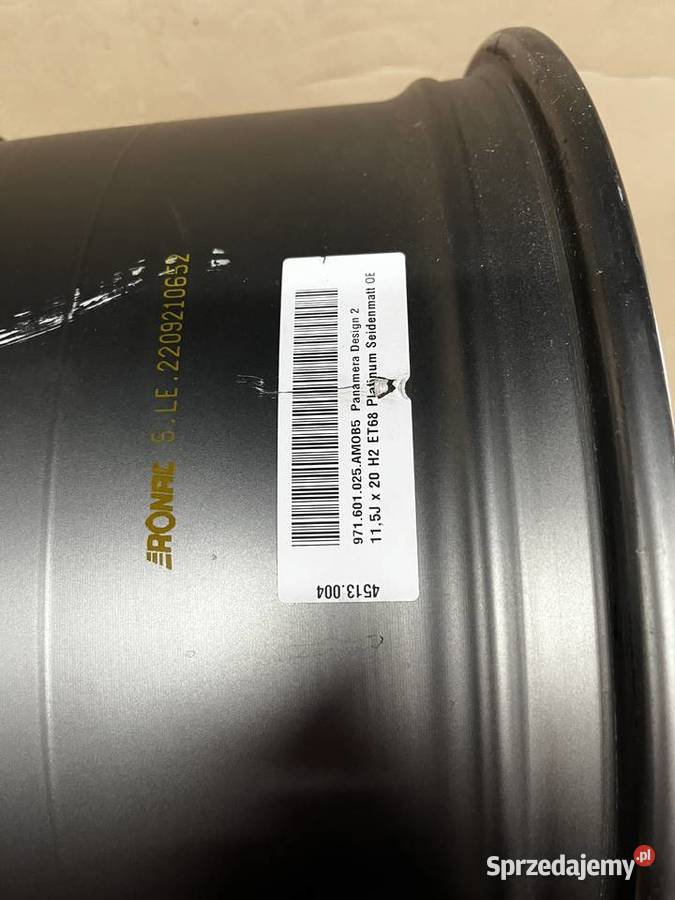 RONAL S.LE.2209210652
971.601.025.AMOB5 Panamera Design 2
11,5J x 20 H2 ET68 Platinum Seidenmatt OE
4513.004
Sprzedajemy.pl